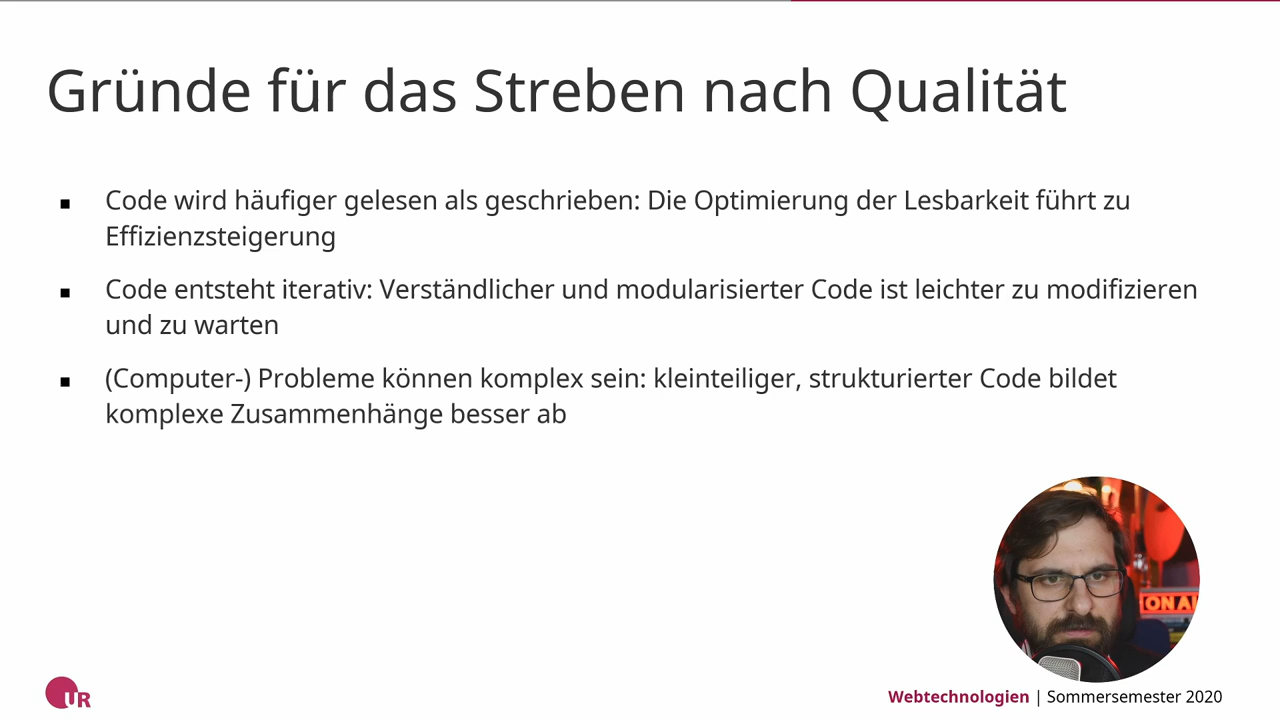 Gründe für das Streben nach Qualität
Code wird häufiger gelesen als geschrieben: Die Optimierung der Lesbarkeit führt zu
Effizienzsteigerung
Code entsteht iterativ: Verständlicher und modularisierter Code ist leichter zu modifizieren
und zu warten
(Computer-) Probleme können komplex sein: kleinteiliger, strukturierter Code bildet
komplexe Zusammenhänge besser ab
ON AI
UR
Webtechnologien | Sommersemester 2020